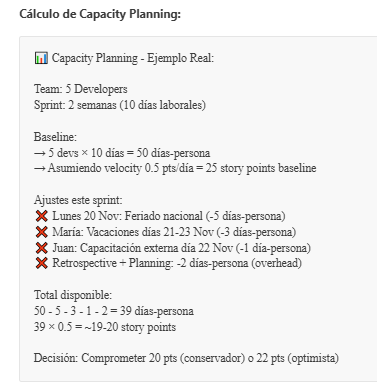 Cálculo de Capacity Planning:
📊 Capacity Planning - Ejemplo Real:
Team: 5 Developers
Sprint: 2 semanas (10 días laborales)
Baseline:
→ 5 devs × 10 días = 50 días-persona
→ Asumiendo velocity 0.5 pts/día = 25 story points baseline
Ajustes este sprint:
❌ Lunes 20 Nov: Feriado nacional (-5 días-persona)
❌ María: Vacaciones días 21-23 Nov (-3 días-persona)
❌ Juan: Capacitación externa día 22 Nov (-1 día-persona)
❌ Retrospective + Planning: -2 días-persona (overhead)
Total disponible:
50 - 5 - 3 - 1 - 2 = 39 días-persona
39 × 0.5 = ~19-20 story points
Decisión: Comprometer 20 pts (conservador) o 22 pts (optimista)